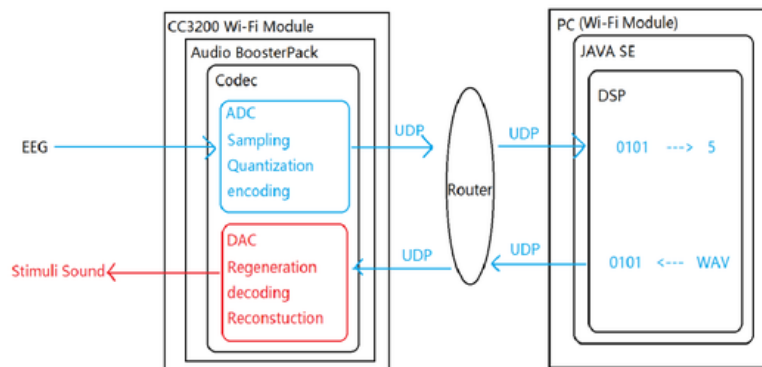 CC3200 Wi-Fi Module
Audio BoosterPack
Codec
ADC
Sampling
Quantization
encoding
EEG
UDP
DAC
Regeneration
decoding
Reconstuction
Stimuli Sound
UDP
Router
UDP
UDP
PC (Wi-Fi Module)
JAVA SE
DSP
0101 ---> 5
0101 <--- WAV